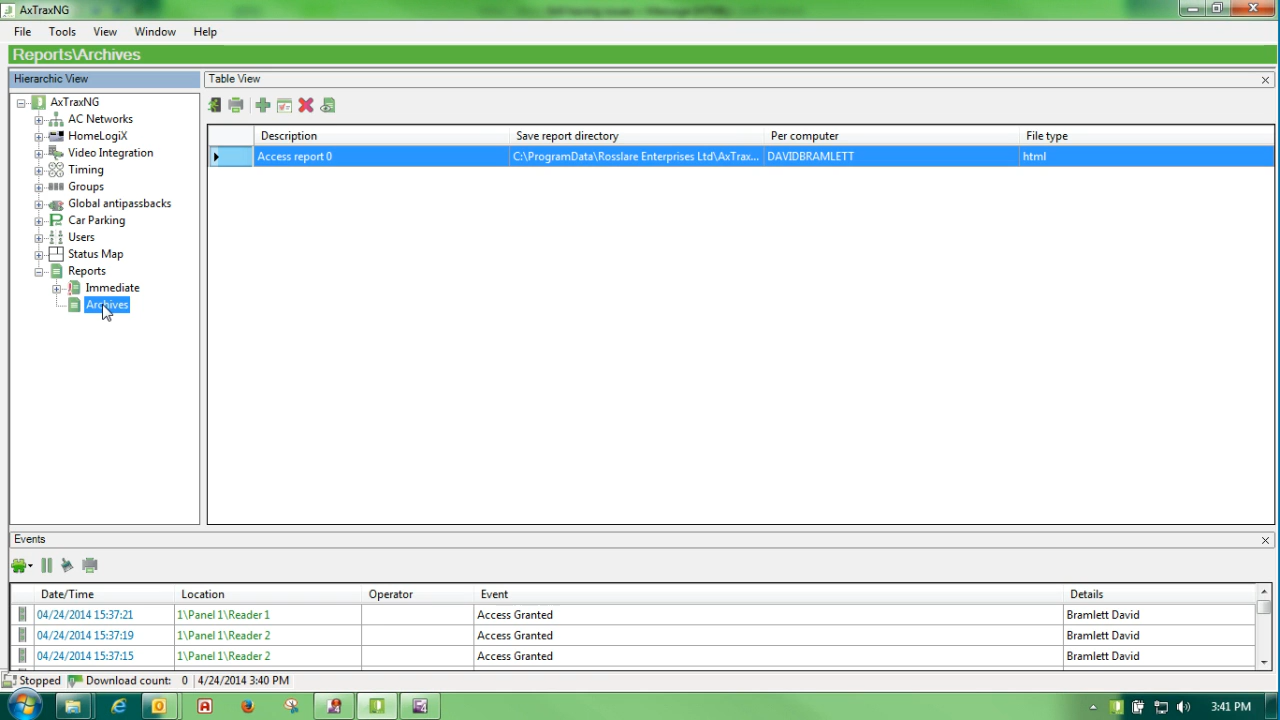 AxTraxNG
File Tools View Window Help
Reports\Archives
Hierarchic View
Table View
AxTraxNG
AC Networks
HomeLogiX
Video Integration
Timing
Groups
Global antipassbacks
Car Parking
Users
Status Map
Reports
Immediate
Archives
Description Save report directory Per computer File type
Access report 0 C:\ProgramData\Rosslare Enterprises Ltd\AxTrax... DAVIDBRAMLETT html
Events
Date/Time Location Operator Event Details
04/24/2014 15:37:21 1\Panel 1\Reader 1 Access Granted Bramlett David
04/24/2014 15:37:19 1\Panel 1\Reader 2 Access Granted Bramlett David
04/24/2014 15:37:15 1\Panel 1\Reader 2 Access Granted Bramlett David
Stopped Download count: 0 4/24/2014 3:40 PM
3:41 PM